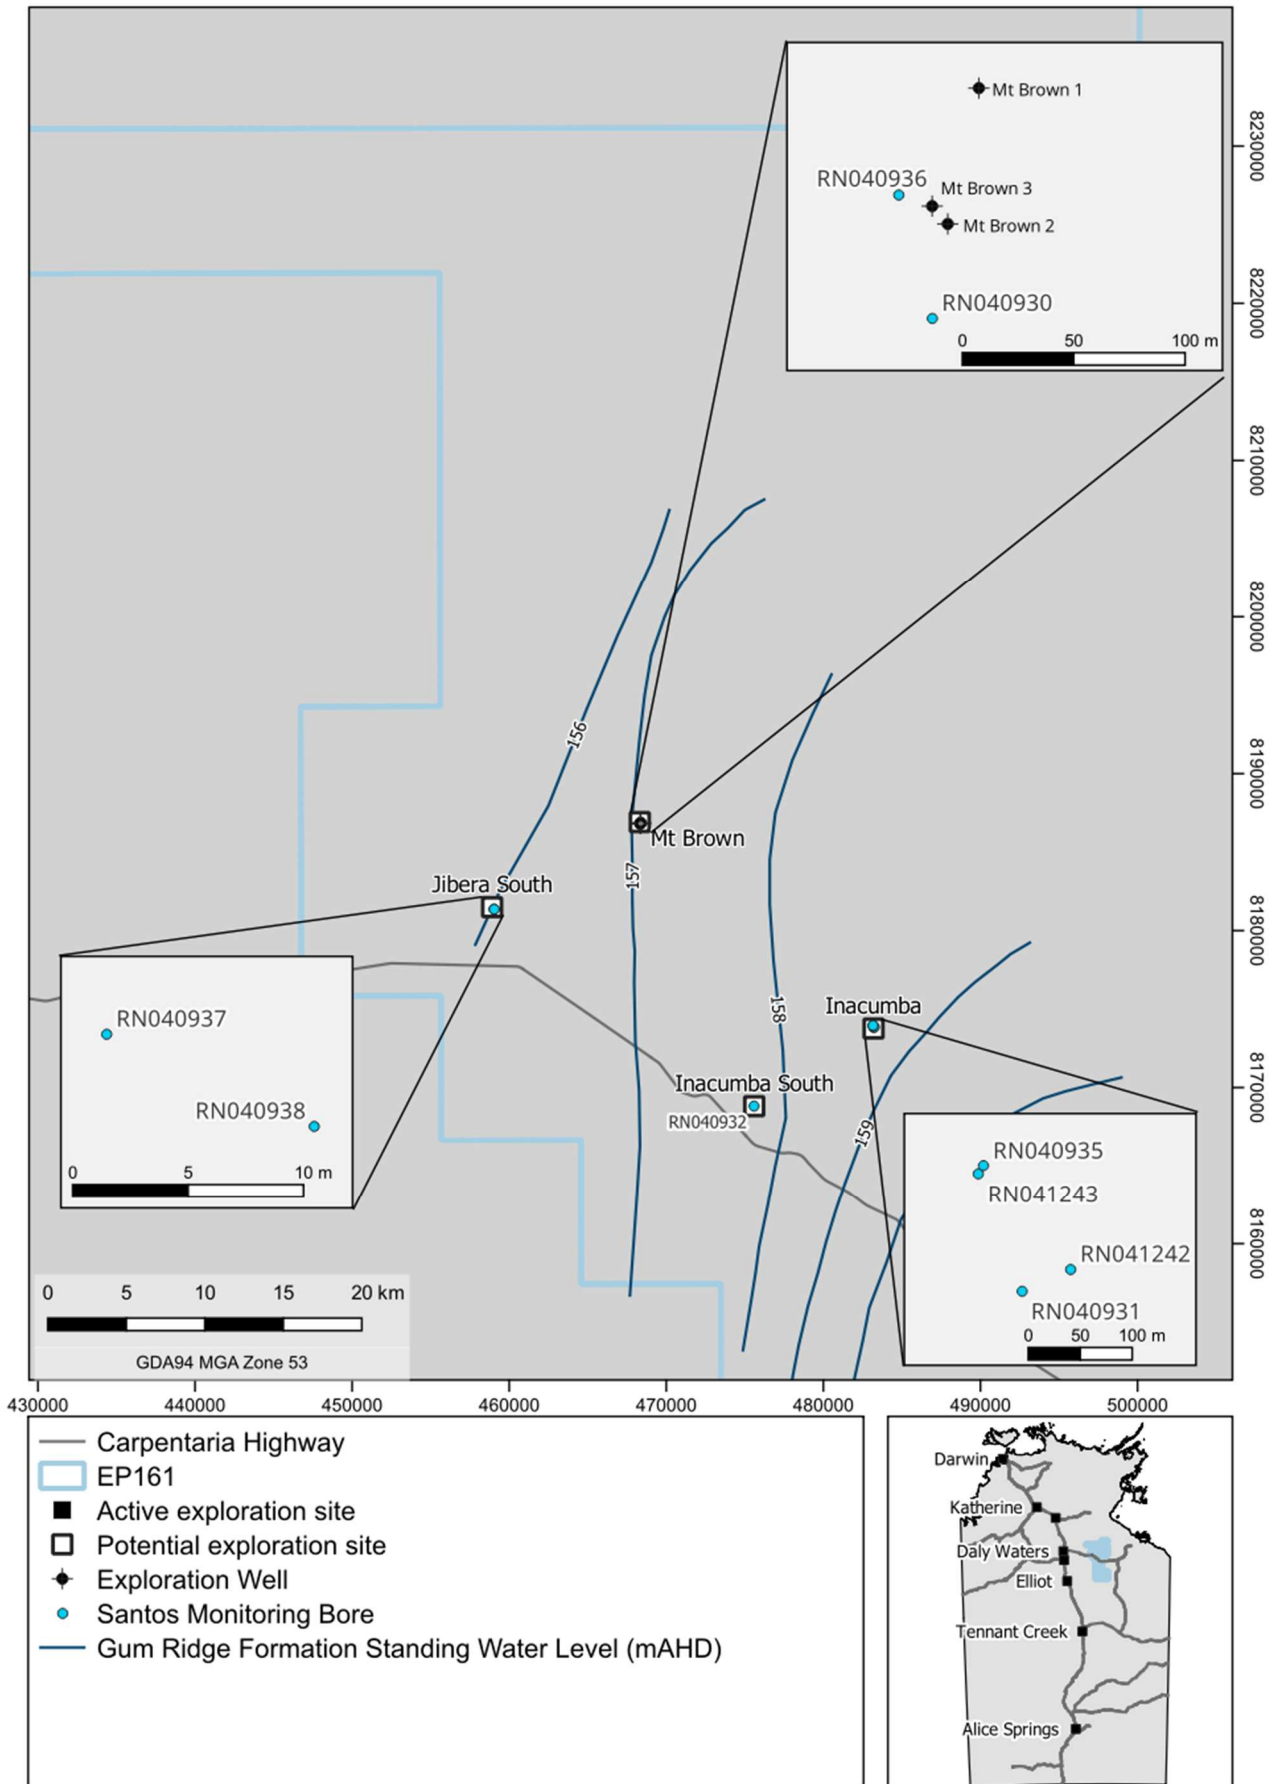 Mt Brown 1
RN040936
Mt Brown 3
Mt Brown 2
RN040930
0 50 100 m
8230000
8220000
8210000
8200000
8190000
8180000
8170000
8160000
156
157
158
159
Mt Brown
Jibera South
Inacumba
Inacumba South
RN040932
RN040937
RN040938
0 5 10 m
RN040935
RN041243
RN041242
RN040931
0 50 100 m
0 5 10 15 20 km
GDA94 MGA Zone 53
430000 440000 450000 460000 470000 480000 490000 500000
Carpentaria Highway
EP161
Active exploration site
Potential exploration site
Exploration Well
Santos Monitoring Bore
Gum Ridge Formation Standing Water Level (mAHD)
Darwin
Katherine
Daly Waters
Elliot
Tennant Creek
Alice Springs